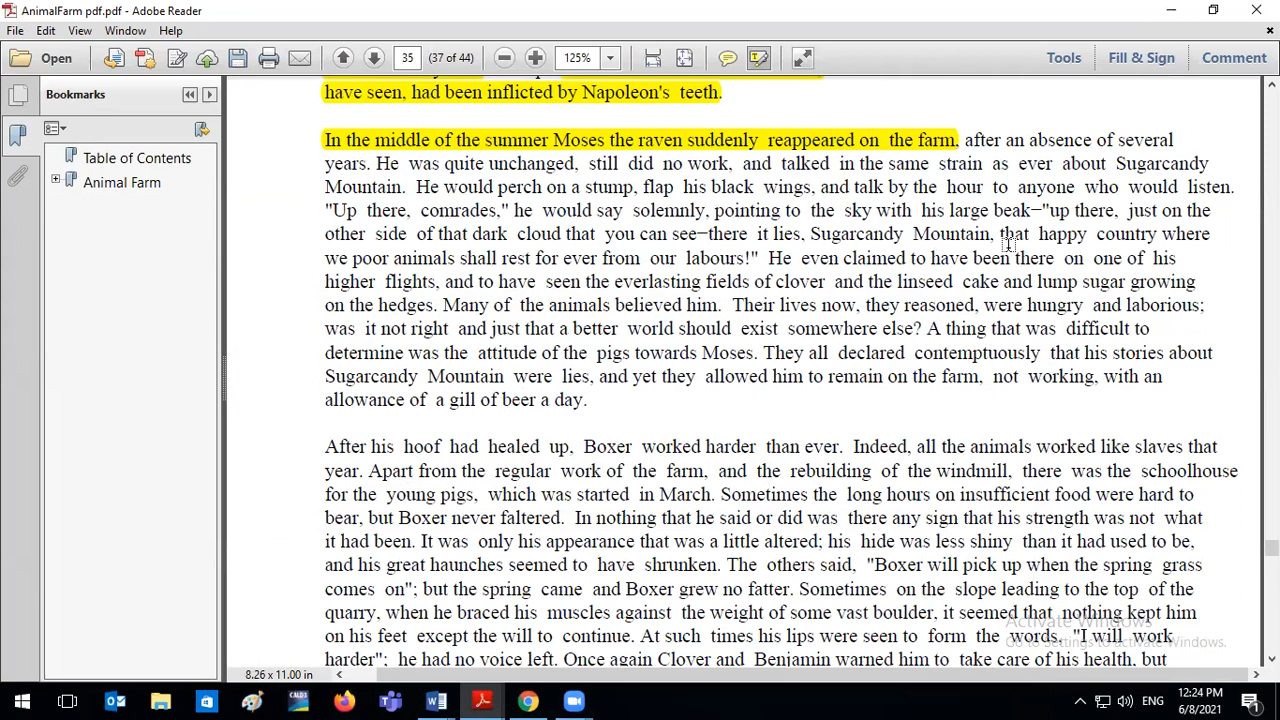 AnimalFarm pdf.pdf - Adobe Reader
File Edit View Window Help
Open 35 (37 of 44) 125% Tools Fill & Sign Comment
Bookmarks
Table of Contents
Animal Farm
have seen, had been inflicted by Napoleon's teeth.
In the middle of the summer Moses the raven suddenly reappeared on the farm, after an absence of several
years. He was quite unchanged, still did no work, and talked in the same strain as ever about Sugarcandy
Mountain. He would perch on a stump, flap his black wings, and talk by the hour to anyone who would listen.
"Up there, comrades," he would say solemnly, pointing to the sky with his large beak−"up there, just on the
other side of that dark cloud that you can see−there it lies, Sugarcandy Mountain, that happy country where
we poor animals shall rest for ever from our labours!" He even claimed to have been there on one of his
higher flights, and to have seen the everlasting fields of clover and the linseed cake and lump sugar growing
on the hedges. Many of the animals believed him. Their lives now, they reasoned, were hungry and laborious;
was it not right and just that a better world should exist somewhere else? A thing that was difficult to
determine was the attitude of the pigs towards Moses. They all declared contemptuously that his stories about
Sugarcandy Mountain were lies, and yet they allowed him to remain on the farm, not working, with an
allowance of a gill of beer a day.
After his hoof had healed up, Boxer worked harder than ever. Indeed, all the animals worked like slaves that
year. Apart from the regular work of the farm, and the rebuilding of the windmill, there was the schoolhouse
for the young pigs, which was started in March. Sometimes the long hours on insufficient food were hard to
bear, but Boxer never faltered. In nothing that he said or did was there any sign that his strength was not what
it had been. It was only his appearance that was a little altered; his hide was less shiny than it had used to be,
and his great haunches seemed to have shrunken. The others said, "Boxer will pick up when the spring grass
comes on"; but the spring came and Boxer grew no fatter. Sometimes on the slope leading to the top of the
quarry, when he braced his muscles against the weight of some vast boulder, it seemed that nothing kept him
on his feet except the will to continue. At such times his lips were seen to form the words, "I will work
harder"; he had no voice left. Once again Clover and Benjamin warned him to take care of his health, but
Activate Windows
Go to Settings to activate Windows.
8.26 x 11.00 in
ENG
12:24 PM
6/8/2021